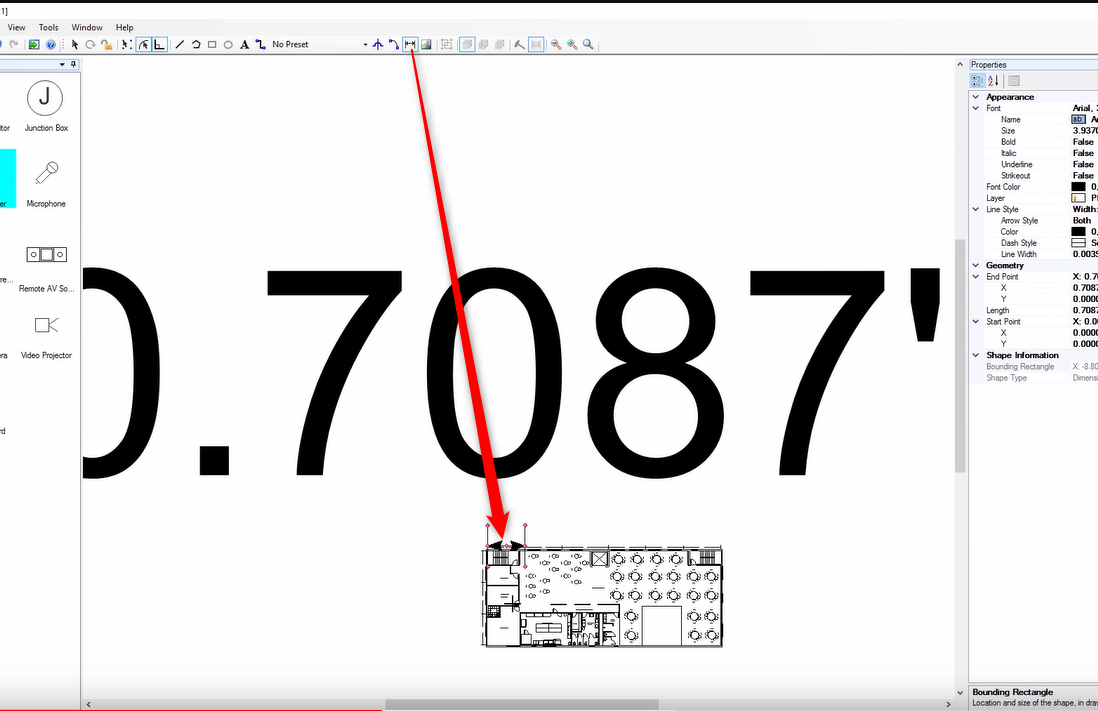 1]
View Tools Window Help
A No Preset
J
tor Junction Box
er Microphone
re... Remote AV So...
ra Video Projector
rd
0.7087'
Properties
Appearance
Font Arial, 3
Name ab A
Size 3.9370
Bold False
Italic False
Underline False
Strikeout False
Font Color 0.
Layer Pl
Line Style Width:
Arrow Style Both
Color 0.
Dash Style So
Line Width 0.0039
Geometry
End Point X: 0.70
X 0.7087
Y 0.0000
Length 0.7087
Start Point X: 0.00
X 0.0000
Y 0.0000
Shape Information
Bounding Rectangle X: -8.80
Shape Type Dimensi
Bounding Rectangle
Location and size of the shape, in draw